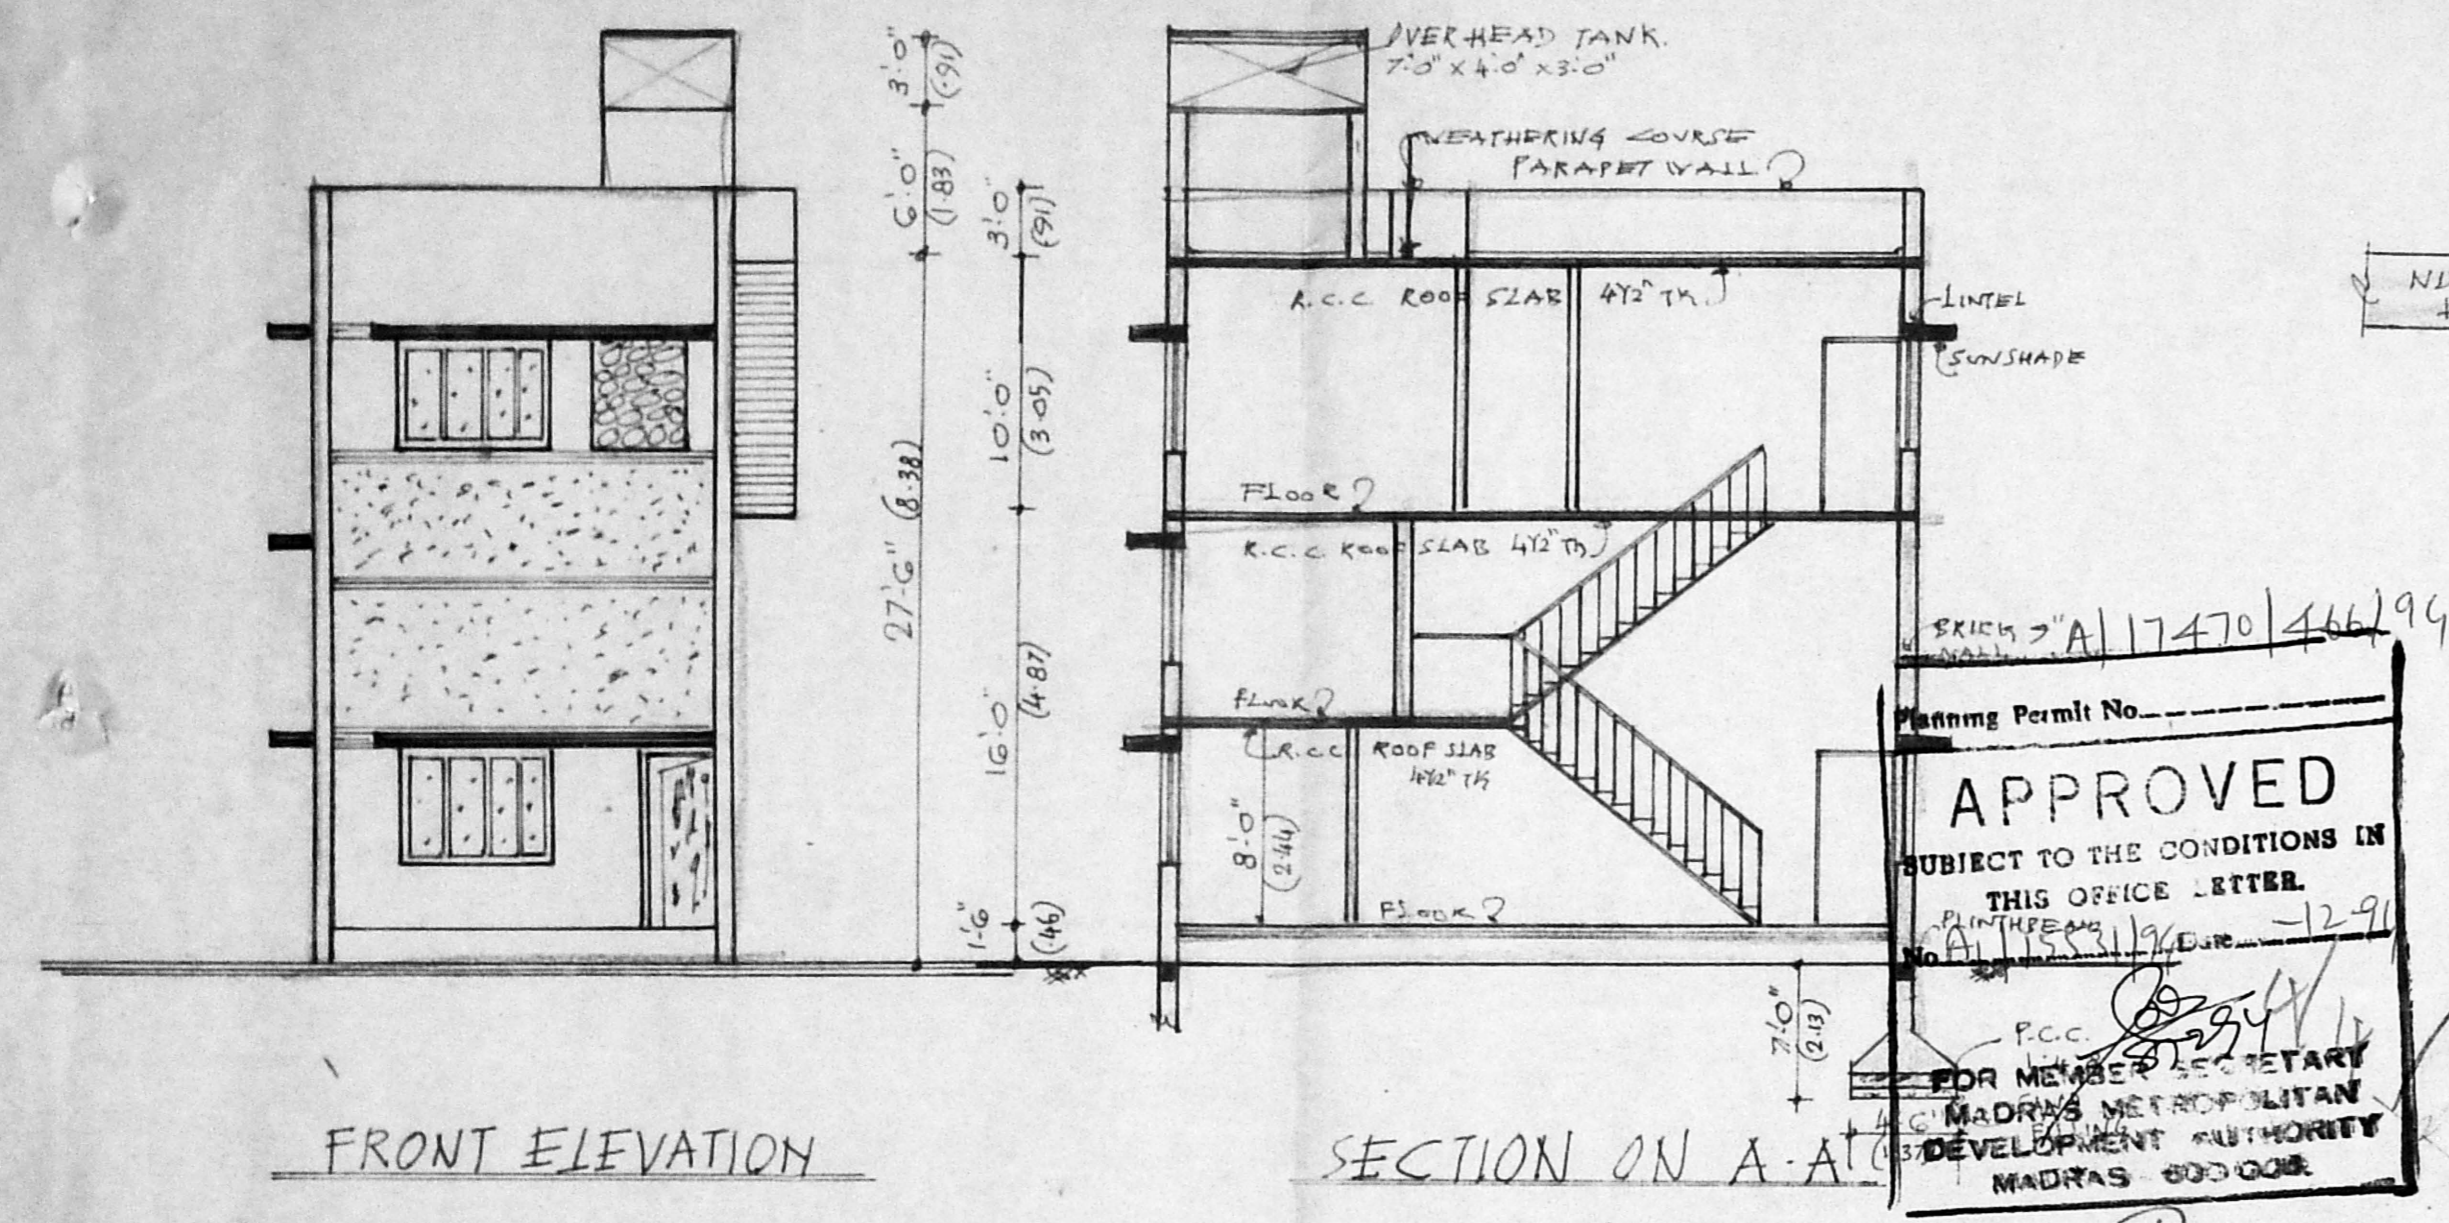 3'-0"
(.91)
6'-0"
(1.83)
27'-6" (8.38)
3'-0"
(.91)
10'-0"
(3.05)
16'-0"
(4.87)
1'-6"
(.46)
FRONT ELEVATION
OVER HEAD TANK.
7'-0" x 4'-0" x 3'-0"
WEATHERING COURSE
PARAPET WALL
R.C.C ROOF SLAB 4½" TK
LINTEL
SUNSHADE
FLOOR
R.C.C ROOF SLAB 4½" TK
BRICK
WALL
FLOOR
R.C.C ROOF SLAB
4½" TK
8'-0"
(2.44)
FLOOR
PLINTH BEAM
7'-0"
(2.13)
P.C.C.
SECTION ON A-A
A/17470/466/94
Planning Permit No.
APPROVED
SUBJECT TO THE CONDITIONS IN
THIS OFFICE LETTER.
No. Date
FOR MEMBER SECRETARY
MADRAS METROPOLITAN
DEVELOPMENT AUTHORITY
MADRAS